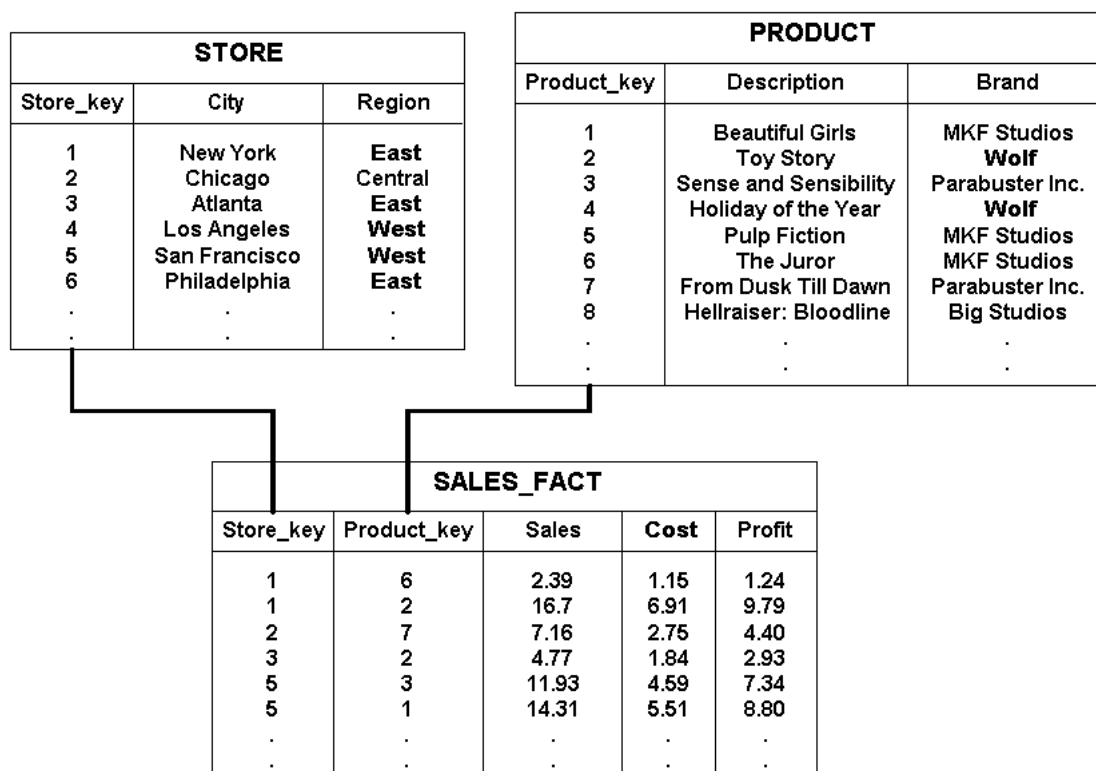 STORE
Store_key City Region
1 New York East
2 Chicago Central
3 Atlanta East
4 Los Angeles West
5 San Francisco West
6 Philadelphia East
. . .
. . .
PRODUCT
Product_key Description Brand
1 Beautiful Girls MKF Studios
2 Toy Story Wolf
3 Sense and Sensibility Parabuster Inc.
4 Holiday of the Year Wolf
5 Pulp Fiction MKF Studios
6 The Juror MKF Studios
7 From Dusk Till Dawn Parabuster Inc.
8 Hellraiser: Bloodline Big Studios
. . .
. . .
SALES_FACT
Store_key Product_key Sales Cost Profit
1 6 2.39 1.15 1.24
1 2 16.7 6.91 9.79
2 7 7.16 2.75 4.40
3 2 4.77 1.84 2.93
5 3 11.93 4.59 7.34
5 1 14.31 5.51 8.80
. . . . .
. . . . .